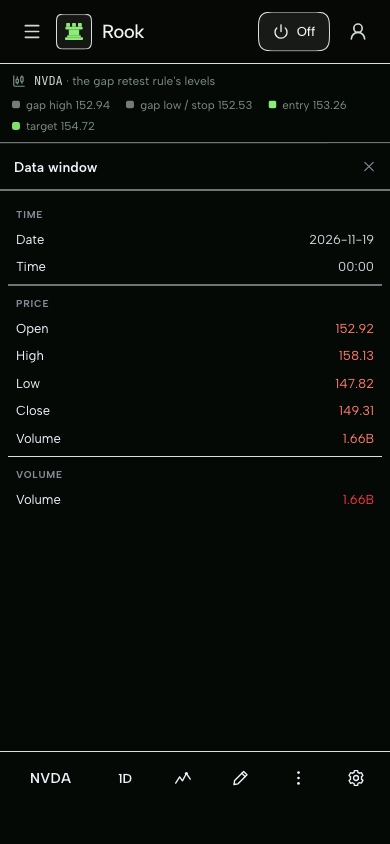 Rook
Off
NVDA · the gap retest rule's levels
gap high 152.94 gap low / stop 152.53 entry 153.26
target 154.72
Data window
TIME
Date 2026-11-19
Time 00:00
PRICE
Open 152.92
High 158.13
Low 147.82
Close 149.31
Volume 1.66B
VOLUME
Volume 1.66B
NVDA 1D